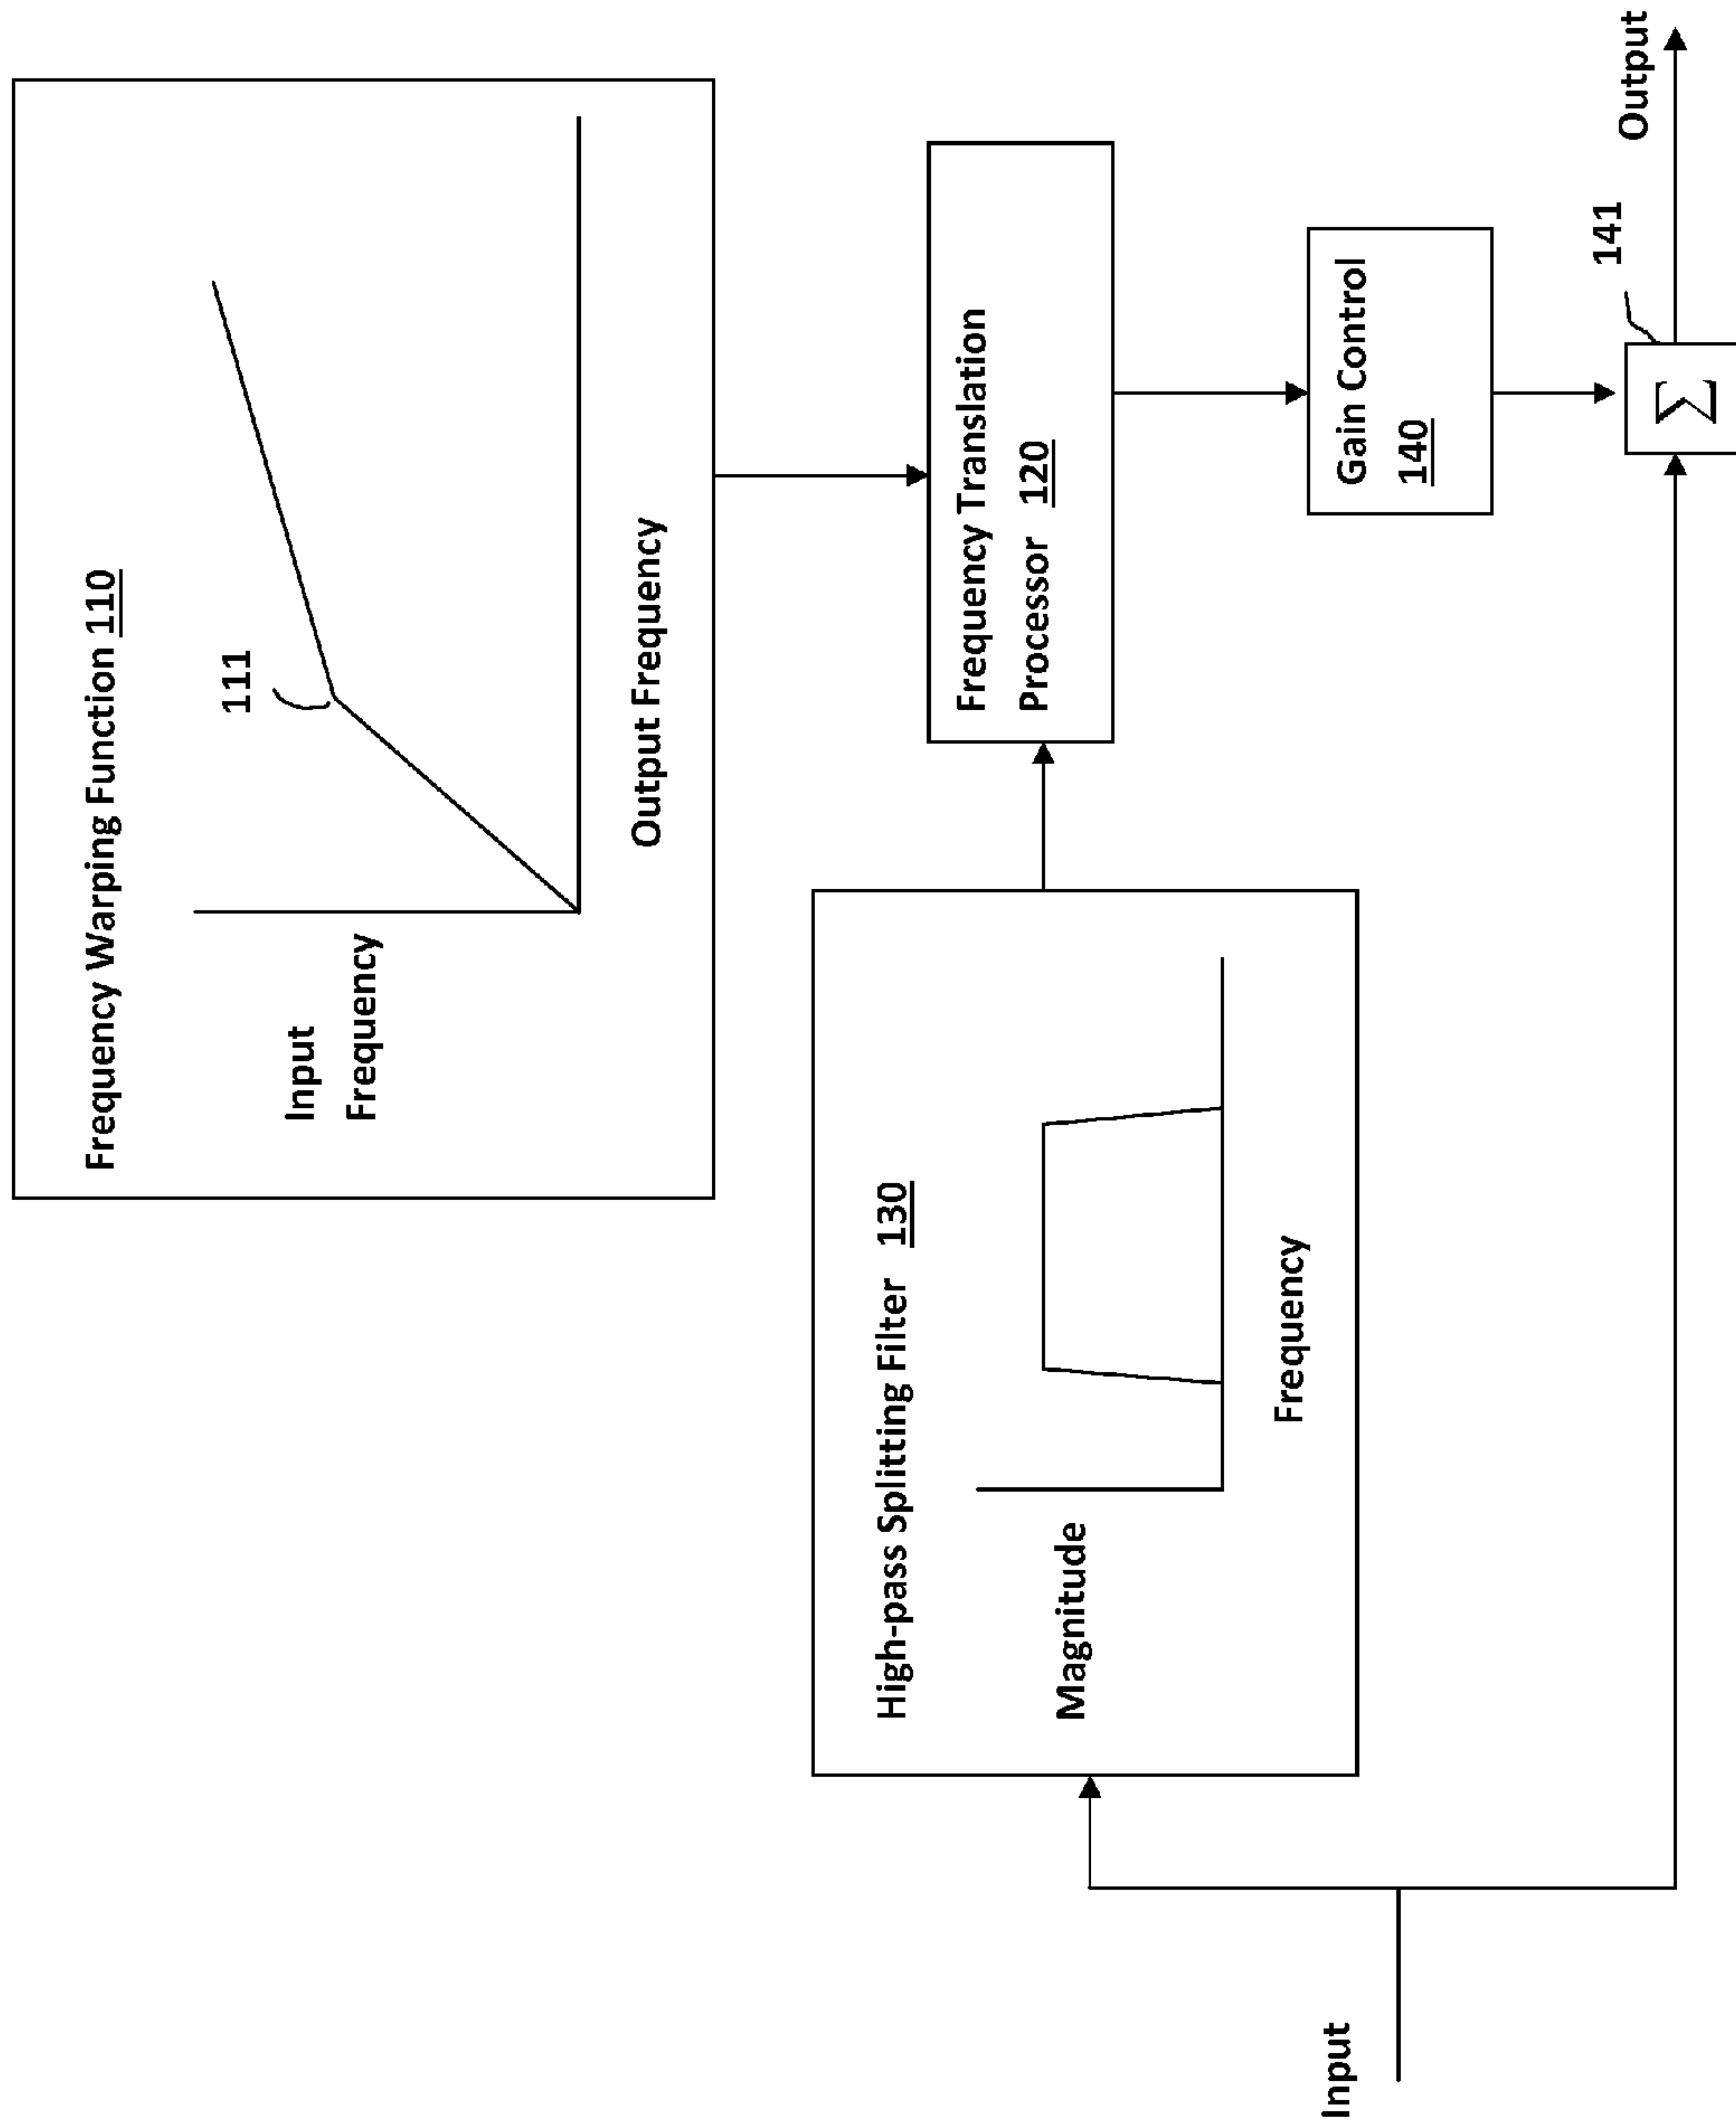 Frequency Warping Function 110
111
Input
Frequency
Output Frequency
High-pass Splitting Filter 130
Magnitude
Frequency
Frequency Translation
Processor 120
Gain Control
140
Input
141
Σ
Output